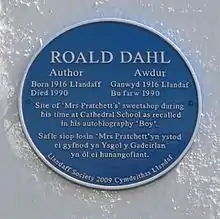 ROALD DAHL
Author Awdur
Born 1916 Llandaff Ganwyd 1916 Llandaf
Died 1990 Bu farw 1990
Site of "Mrs Pratchett's" sweetshop during
his time at Cathedral School as recalled
in his autobiography "Boy".
Safle siop losin "Mrs Pratchett" yn ystod
ei gyfnod yn Ysgol y Gadeirlan
yn ôl ei hunangofiant.
Llandaff Society 2009 Cymdeithas Llandaf